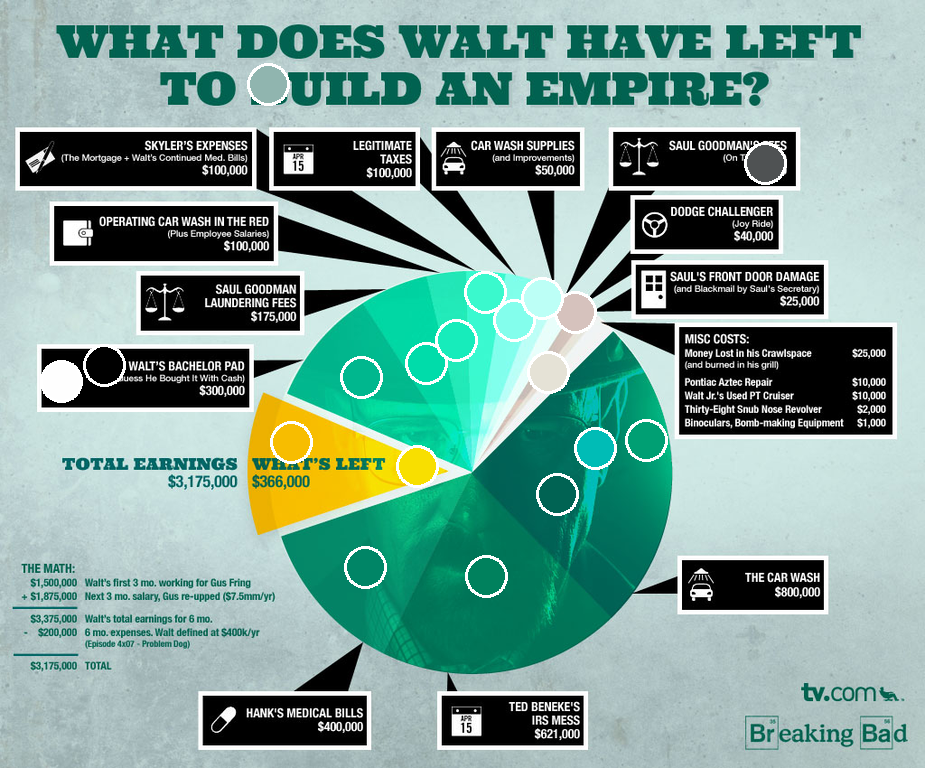 WHAT DOES WALT HAVE LEFT
TO UILD AN EMPIRE?
SKYLER'S EXPENSES
(The Mortgage + Walt's Continued Med. Bills)
$100,000
APR
15
LEGITIMATE
TAXES
$100,000
CAR WASH SUPPLIES
(and Improvements)
$50,000
SAUL GOODMAN'S
OPERATING CAR WASH IN THE RED
(Plus Employee Salaries)
$100,000
DODGE CHALLENGER
(Joy Ride)
$40,000
SAUL GOODMAN
LAUNDERING FEES
$175,000
SAUL'S FRONT DOOR DAMAGE
(and Blackmail by Saul's Secretary)
$25,000
WALT'S BACHELOR PAD
He Bought It With Cash)
$300,000
MISC COSTS:
Money Lost in his Crawlspace $25,000
(and burned in his grill)
Pontiac Aztec Repair $10,000
Walt Jr.'s Used PT Cruiser $10,000
Thirty-Eight Snub Nose Revolver $2,000
Binoculars, Bomb-making Equipment $1,000
TOTAL EARNINGS
$3,175,000
WHAT'S LEFT
$366,000
THE MATH:
$1,500,000 Walt's first 3 mo. working for Gus Fring
+ $1,875,000 Next 3 mo. salary, Gus re-upped ($7.5mm/yr)
$3,375,000 Walt's total earnings for 6 mo.
- $200,000 6 mo. expenses. Walt defined at $400k/yr
(Episode 4x07 - Problem Dog)
$3,175,000 TOTAL
THE CAR WASH
$800,000
HANK'S MEDICAL BILLS
$400,000
APR
15
TED BENEKE'S
IRS MESS
$621,000
tv.com
Breaking Bad